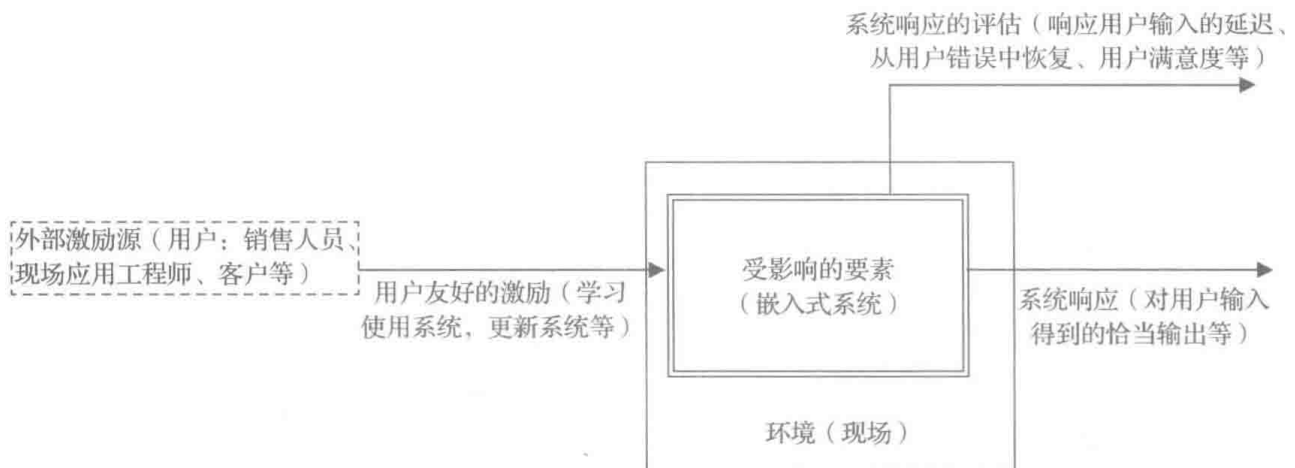 系统响应的评估（响应用户输入的延迟、
从用户错误中恢复、用户满意度等）
外部激励源（用户：销售人员、
现场应用工程师、客户等）
用户友好的激励（学习
使用系统，更新系统等）
受影响的要素
（嵌入式系统）
系统响应（对用户输入
得到的恰当输出等）
环境（现场）